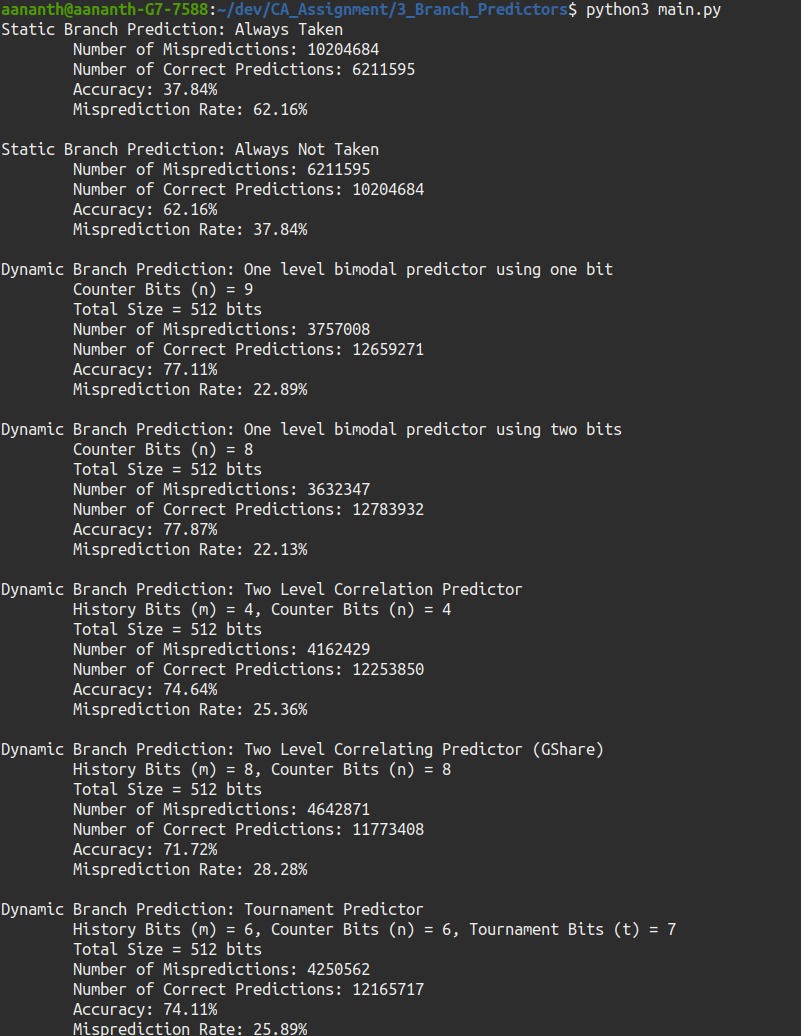 aananth@aananth-G7-7588:~/dev/CA_Assignment/3_Branch_Predictors$ python3 main.py
Static Branch Prediction: Always Taken
Number of Mispredictions: 10204684
Number of Correct Predictions: 6211595
Accuracy: 37.84%
Misprediction Rate: 62.16%
Static Branch Prediction: Always Not Taken
Number of Mispredictions: 6211595
Number of Correct Predictions: 10204684
Accuracy: 62.16%
Misprediction Rate: 37.84%
Dynamic Branch Prediction: One level bimodal predictor using one bit
Counter Bits (n) = 9
Total Size = 512 bits
Number of Mispredictions: 3757008
Number of Correct Predictions: 12659271
Accuracy: 77.11%
Misprediction Rate: 22.89%
Dynamic Branch Prediction: One level bimodal predictor using two bits
Counter Bits (n) = 8
Total Size = 512 bits
Number of Mispredictions: 3632347
Number of Correct Predictions: 12783932
Accuracy: 77.87%
Misprediction Rate: 22.13%
Dynamic Branch Prediction: Two Level Correlation Predictor
History Bits (m) = 4, Counter Bits (n) = 4
Total Size = 512 bits
Number of Mispredictions: 4162429
Number of Correct Predictions: 12253850
Accuracy: 74.64%
Misprediction Rate: 25.36%
Dynamic Branch Prediction: Two Level Correlating Predictor (GShare)
History Bits (m) = 8, Counter Bits (n) = 8
Total Size = 512 bits
Number of Mispredictions: 4642871
Number of Correct Predictions: 11773408
Accuracy: 71.72%
Misprediction Rate: 28.28%
Dynamic Branch Prediction: Tournament Predictor
History Bits (m) = 6, Counter Bits (n) = 6, Tournament Bits (t) = 7
Total Size = 512 bits
Number of Mispredictions: 4250562
Number of Correct Predictions: 12165717
Accuracy: 74.11%
Misprediction Rate: 25.89%